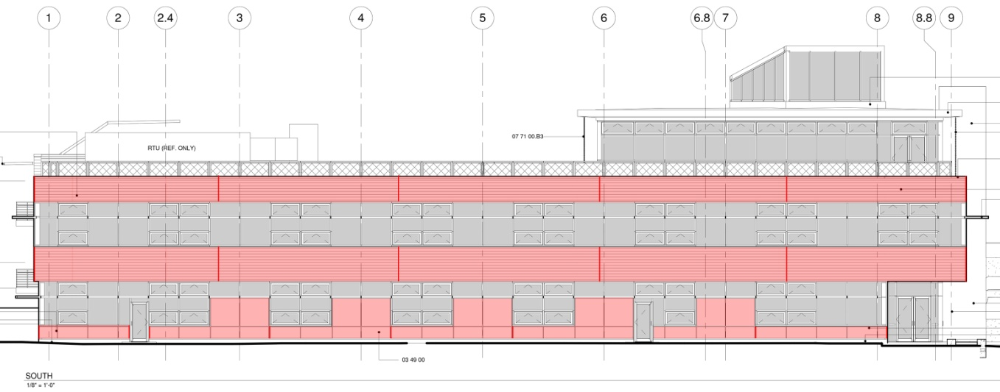 1 2 2.4 3 4 5 6 6.8 7 8 8.8 9
07 71 00.B3
RTU (REF. ONLY)
03 49 00
SOUTH
1/8" = 1'-0"